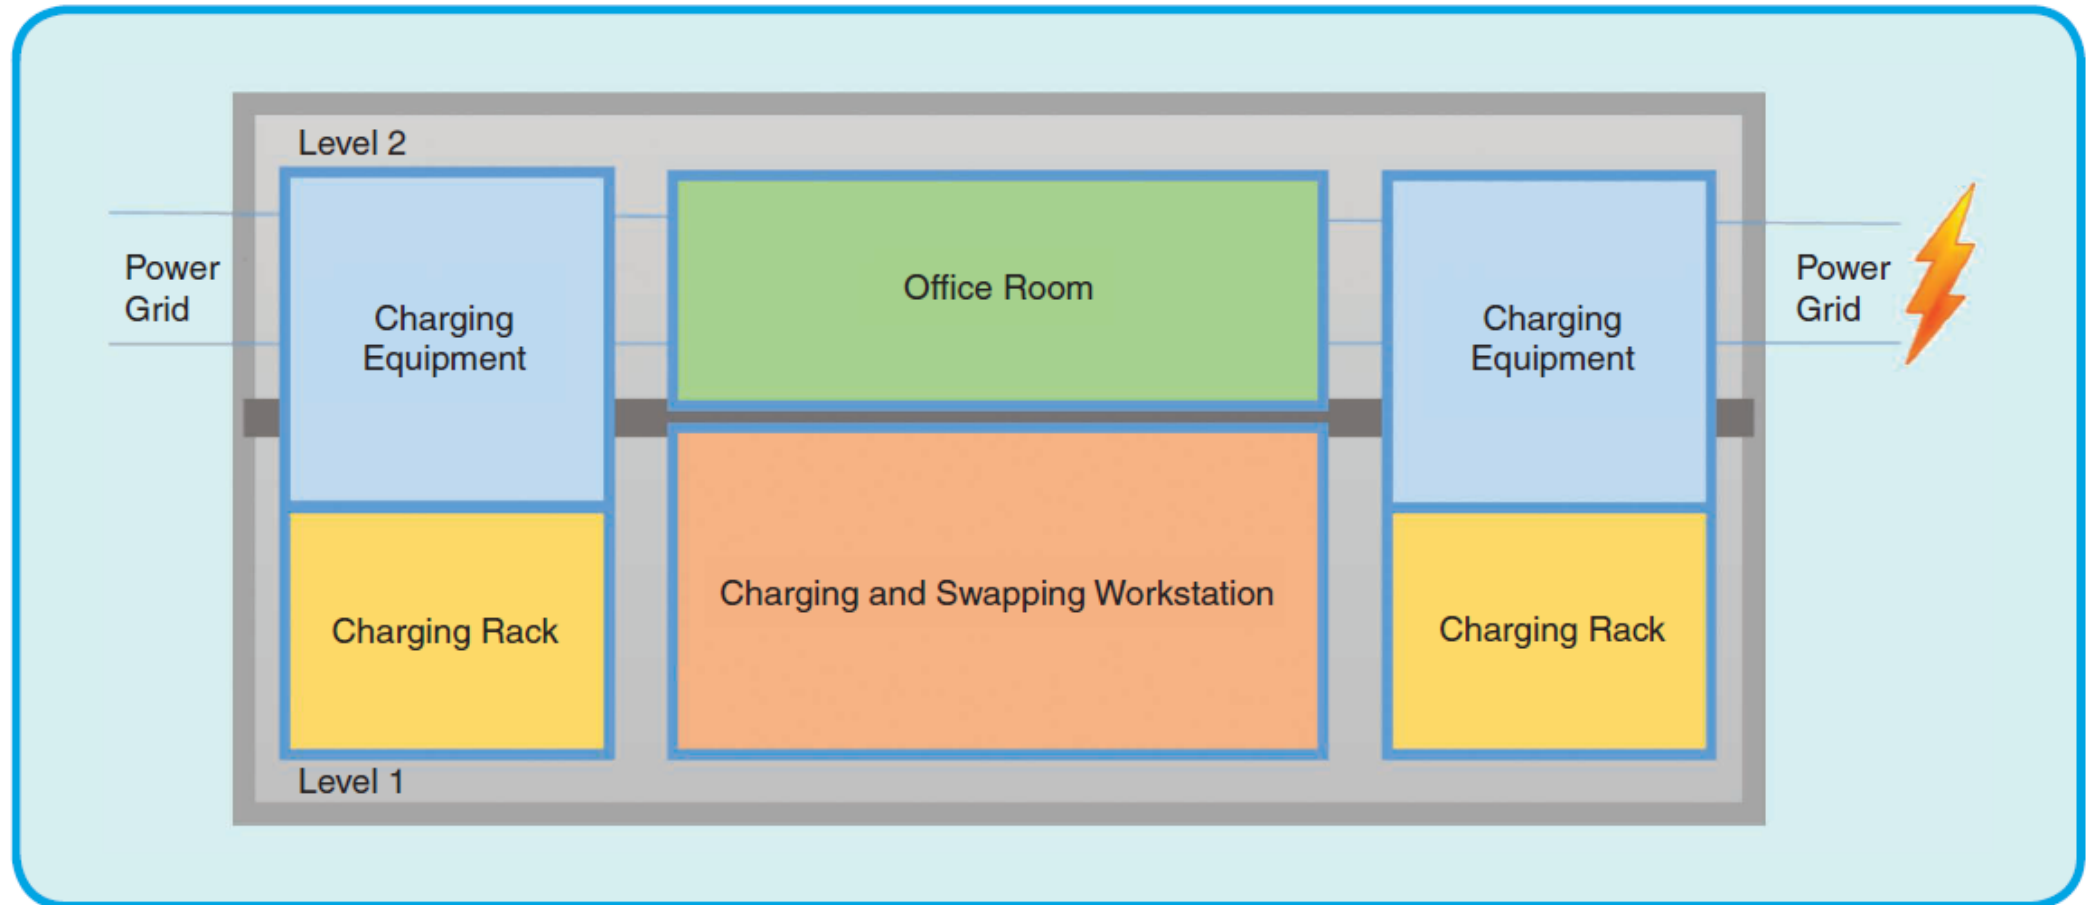 Level 2
Power
Grid
Charging
Equipment
Office Room
Charging
Equipment
Power
Grid
Charging Rack
Charging and Swapping Workstation
Charging Rack
Level 1